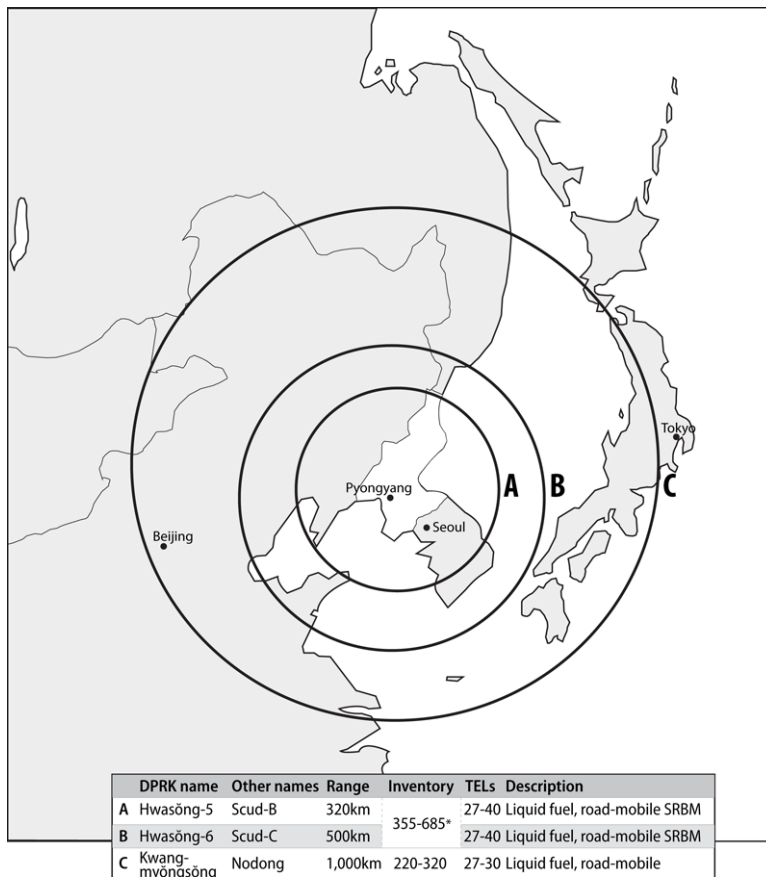 Tokyo
A B C
Pyongyang
Seoul
Beijing
DPRK name Other names Range Inventory TELs Description
A Hwasŏng-5 Scud-B 320km 355-685* 27-40 Liquid fuel, road-mobile SRBM
B Hwasŏng-6 Scud-C 500km 27-40 Liquid fuel, road-mobile SRBM
C Kwang-
myŏngsŏng Nodong 1,000km 220-320 27-30 Liquid fuel, road-mobile